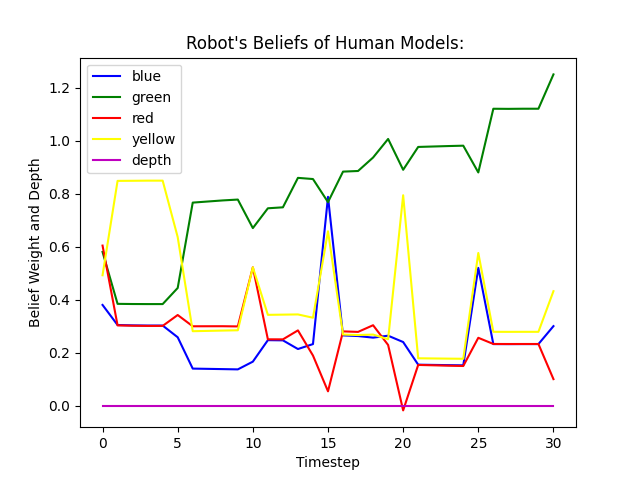 Robot's Beliefs of Human Models:
blue
green
red
yellow
depth
Belief Weight and Depth
1.2
1.0
0.8
0.6
0.4
0.2
0.0
0 5 10 15 20 25 30
Timestep